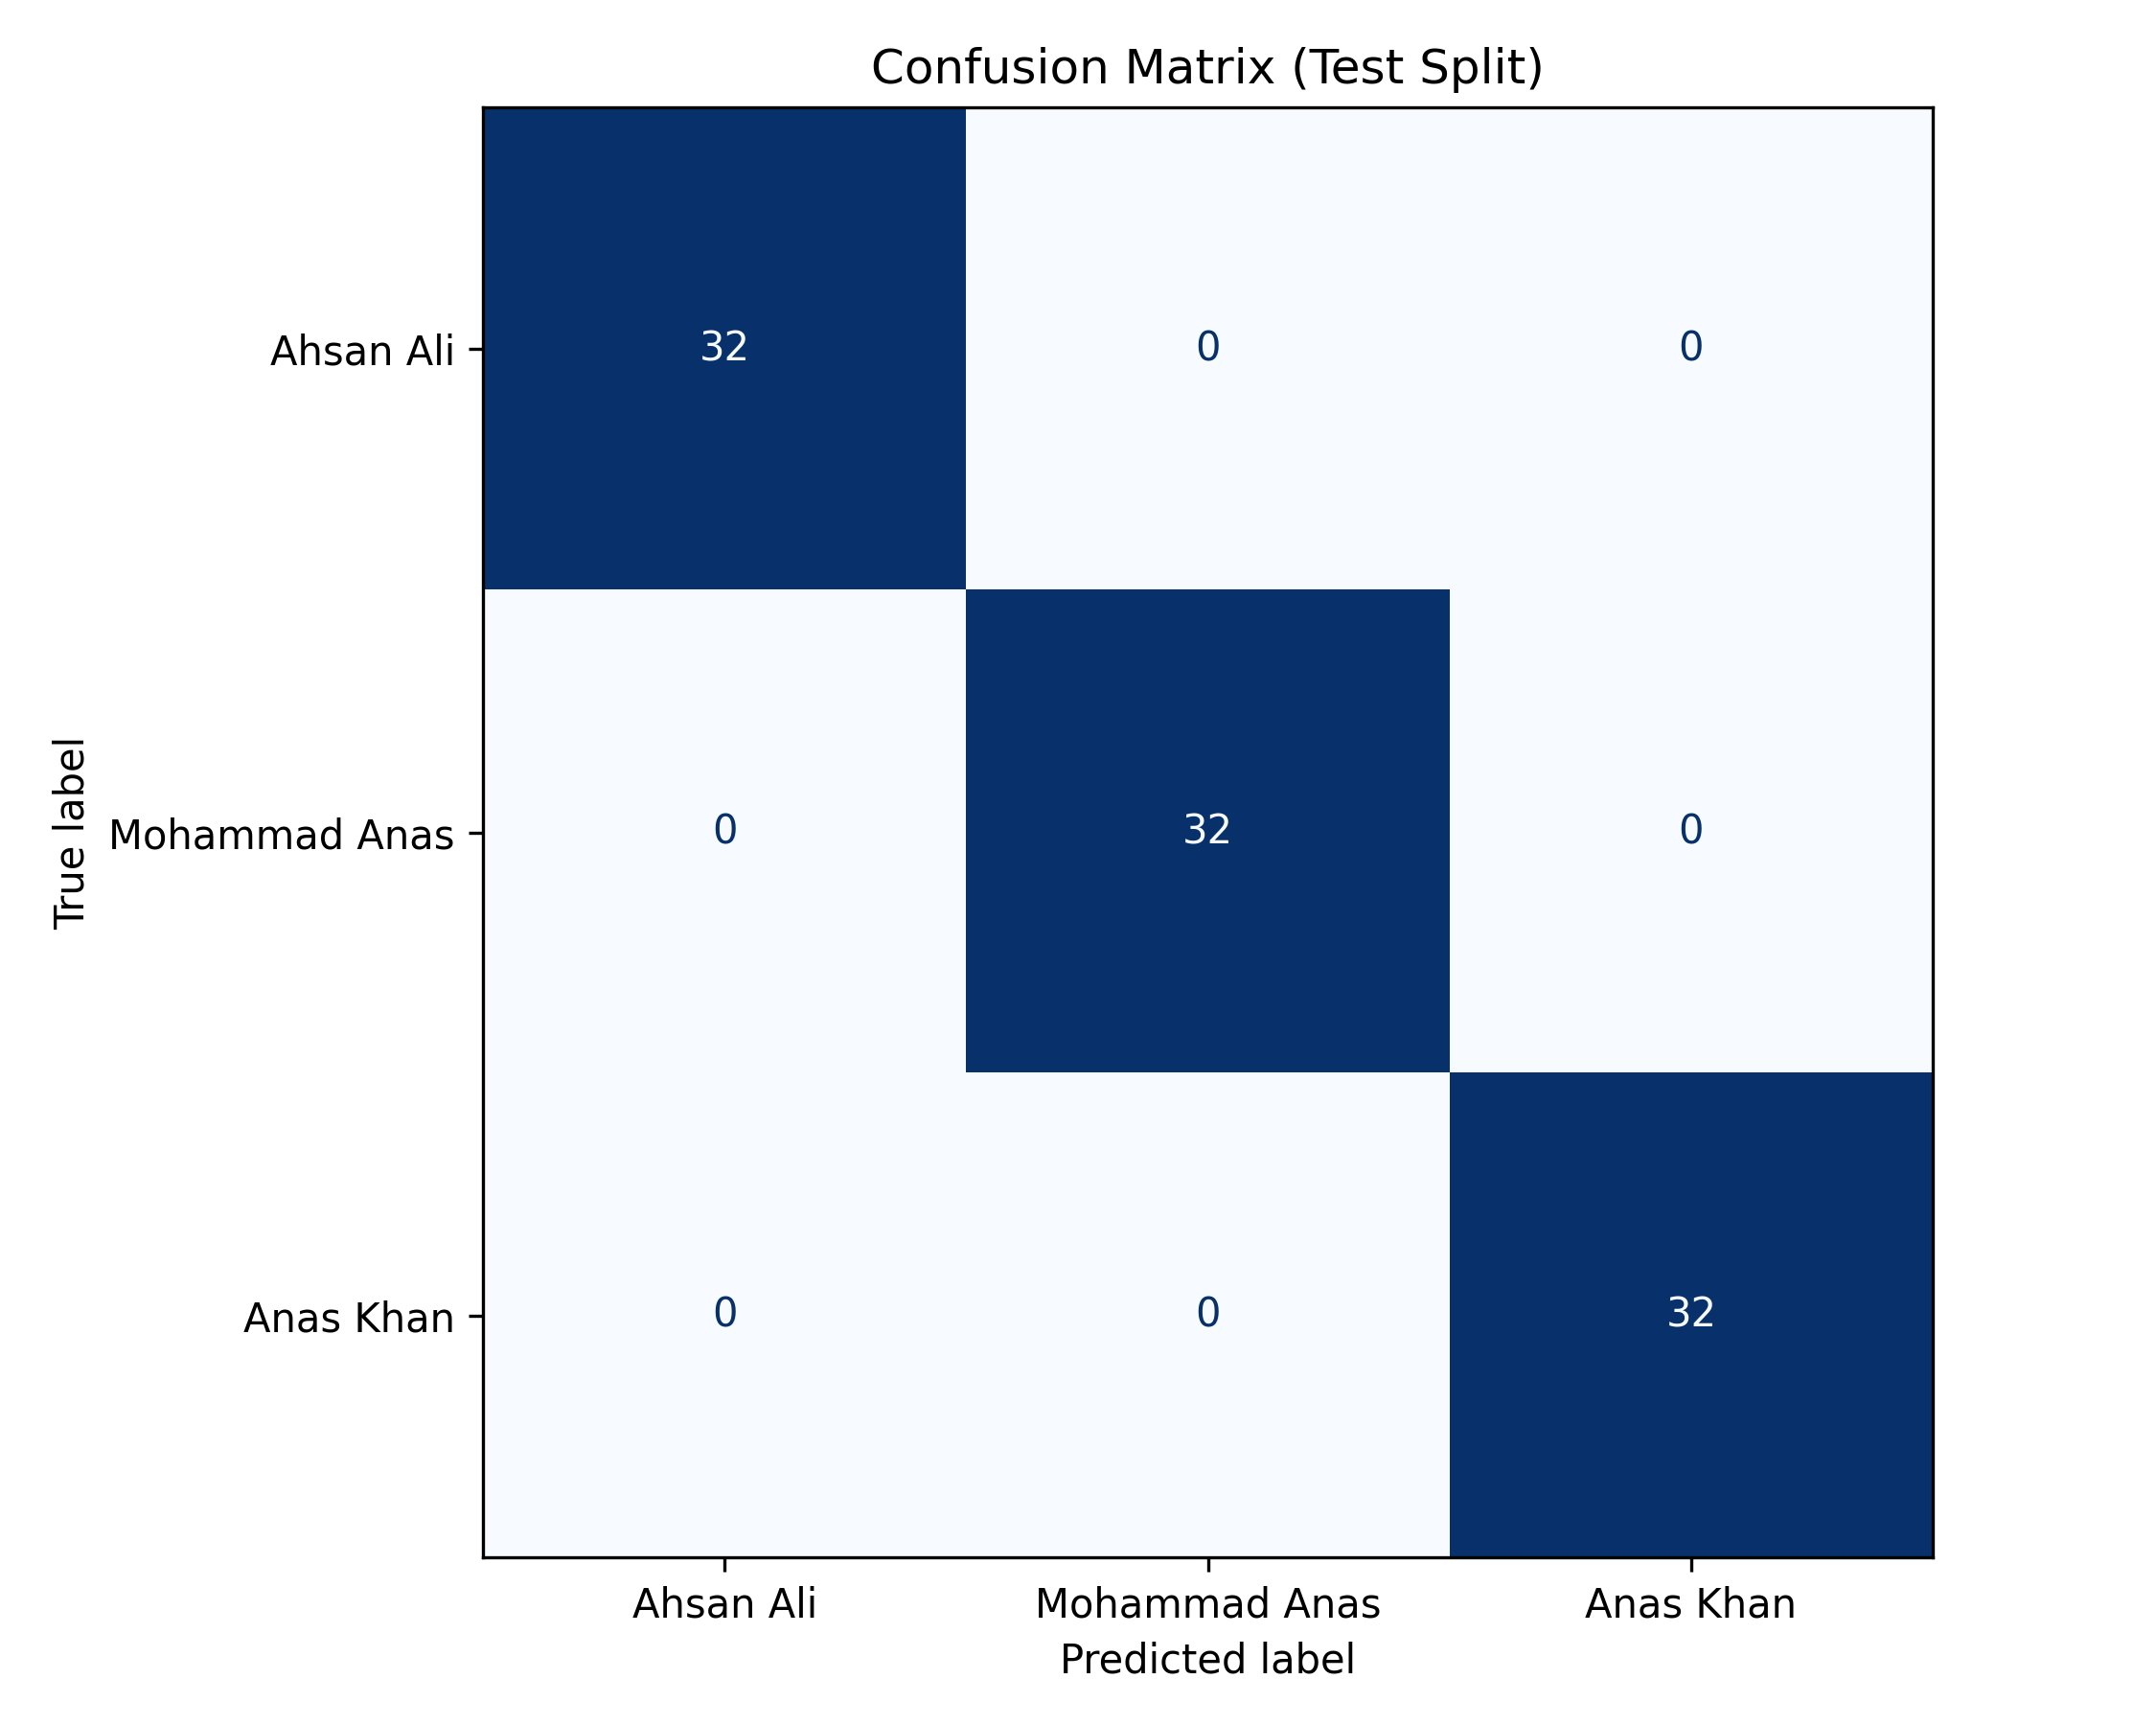 Confusion Matrix (Test Split)
True label
Ahsan Ali
32 0 0
Mohammad Anas
0 32 0
Anas Khan
0 0 32
Ahsan Ali Mohammad Anas Anas Khan
Predicted label